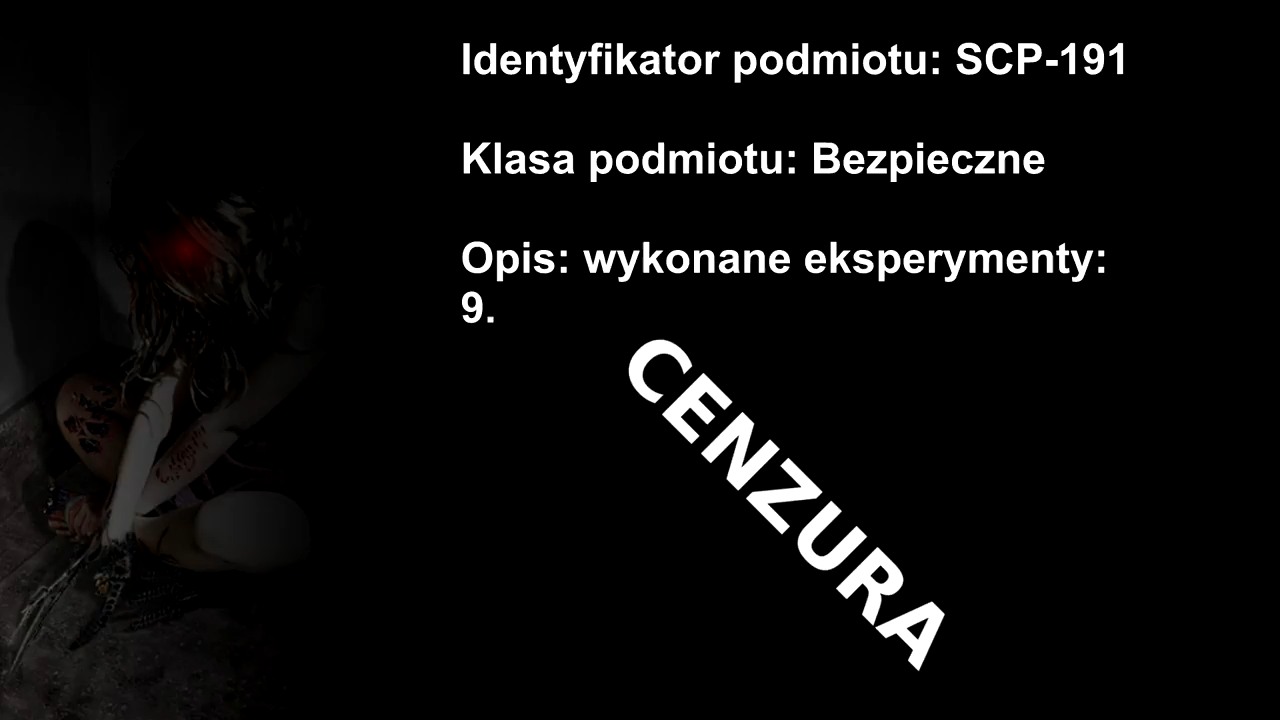 Identyfikator podmiotu: SCP-191
Klasa podmiotu: Bezpieczne
Opis: wykonane eksperymenty:
9.
CENZURA